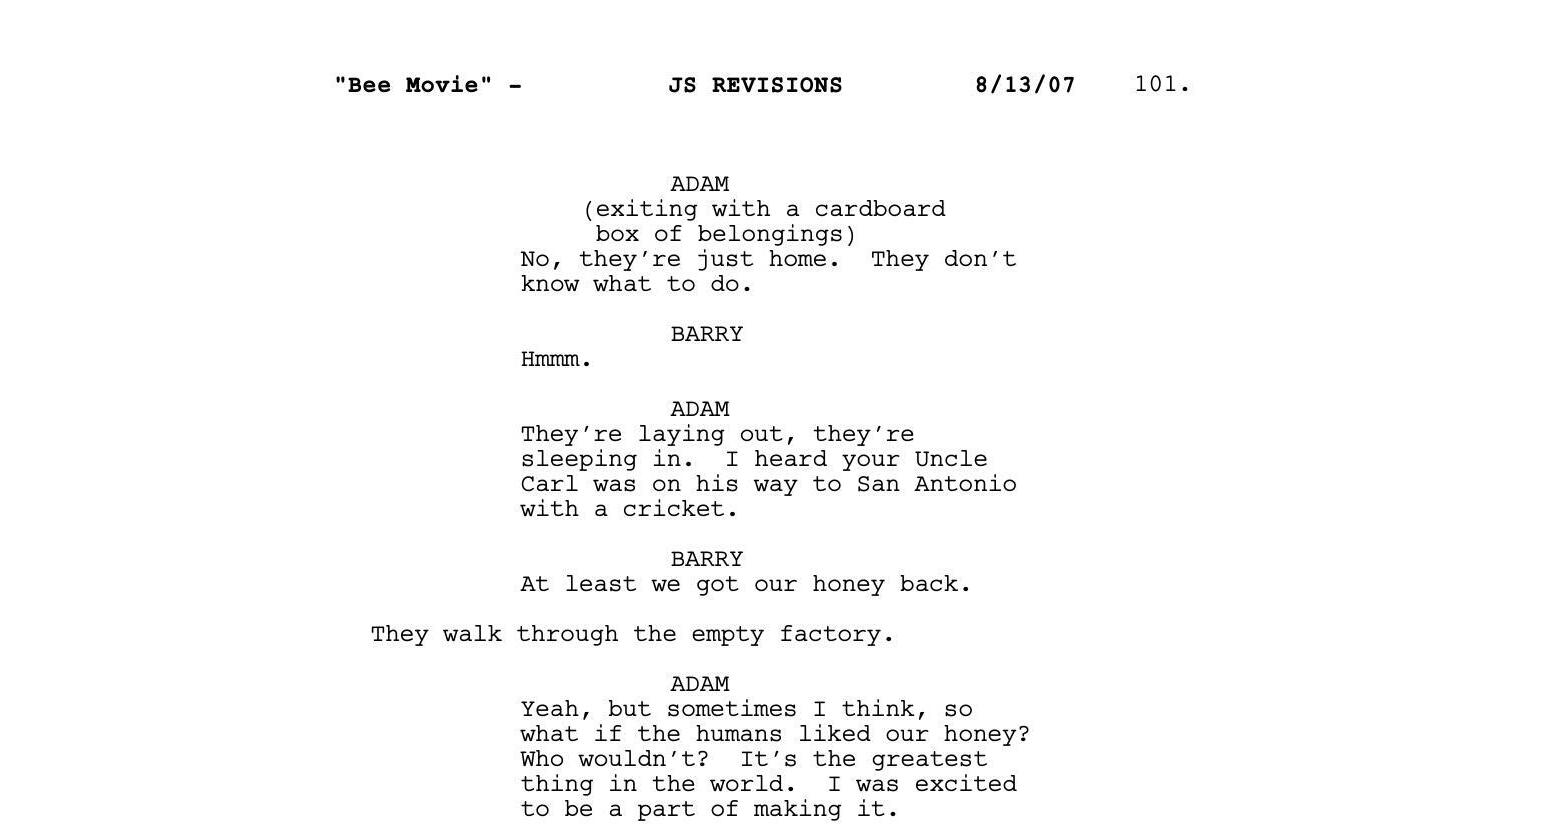 "Bee Movie" - JS REVISIONS 8/13/07 101.
ADAM
(exiting with a cardboard
box of belongings)
No, they're just home. They don't
know what to do.
BARRY
Hmmm.
ADAM
They're laying out, they're
sleeping in. I heard your Uncle
Carl was on his way to San Antonio
with a cricket.
BARRY
At least we got our honey back.
They walk through the empty factory.
ADAM
Yeah, but sometimes I think, so
what if the humans liked our honey?
Who wouldn't? It's the greatest
thing in the world. I was excited
to be a part of making it.